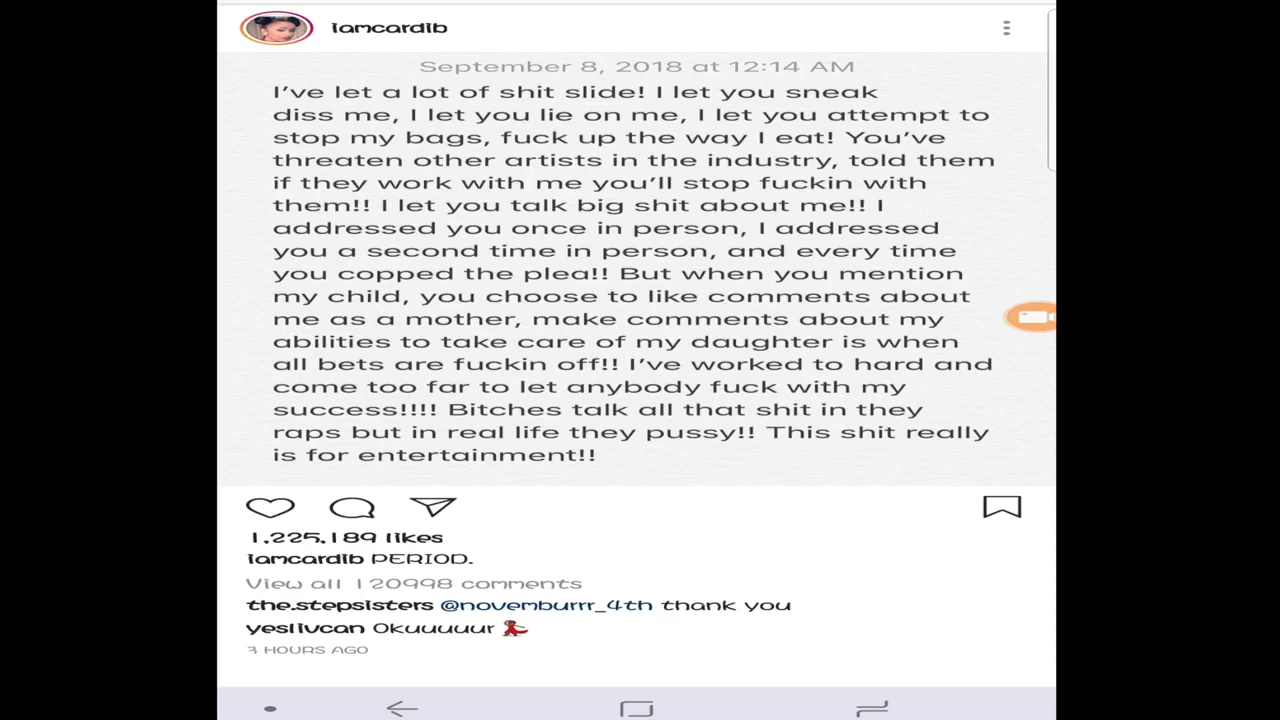 iamcardib
September 8, 2018 at 12:14 AM
I've let a lot of shit slide! I let you sneak
diss me, I let you lie on me, I let you attempt to
stop my bags, fuck up the way I eat! You've
threaten other artists in the industry, told them
if they work with me you'll stop fuckin with
them!! I let you talk big shit about me!! I
addressed you once in person, I addressed
you a second time in person, and every time
you copped the plea!! But when you mention
my child, you choose to like comments about
me as a mother, make comments about my
abilities to take care of my daughter is when
all bets are fuckin off!! I've worked to hard and
come too far to let anybody fuck with my
success!!!! Bitches talk all that shit in they
raps but in real life they pussy!! This shit really
is for entertainment!!
1,225,189 likes
iamcardib PERIOD.
View all 120998 comments
the.stepsisters @novemburrr_4th thank you
yeslivcan Okuuuuur 💃🏾
3 HOURS AGO